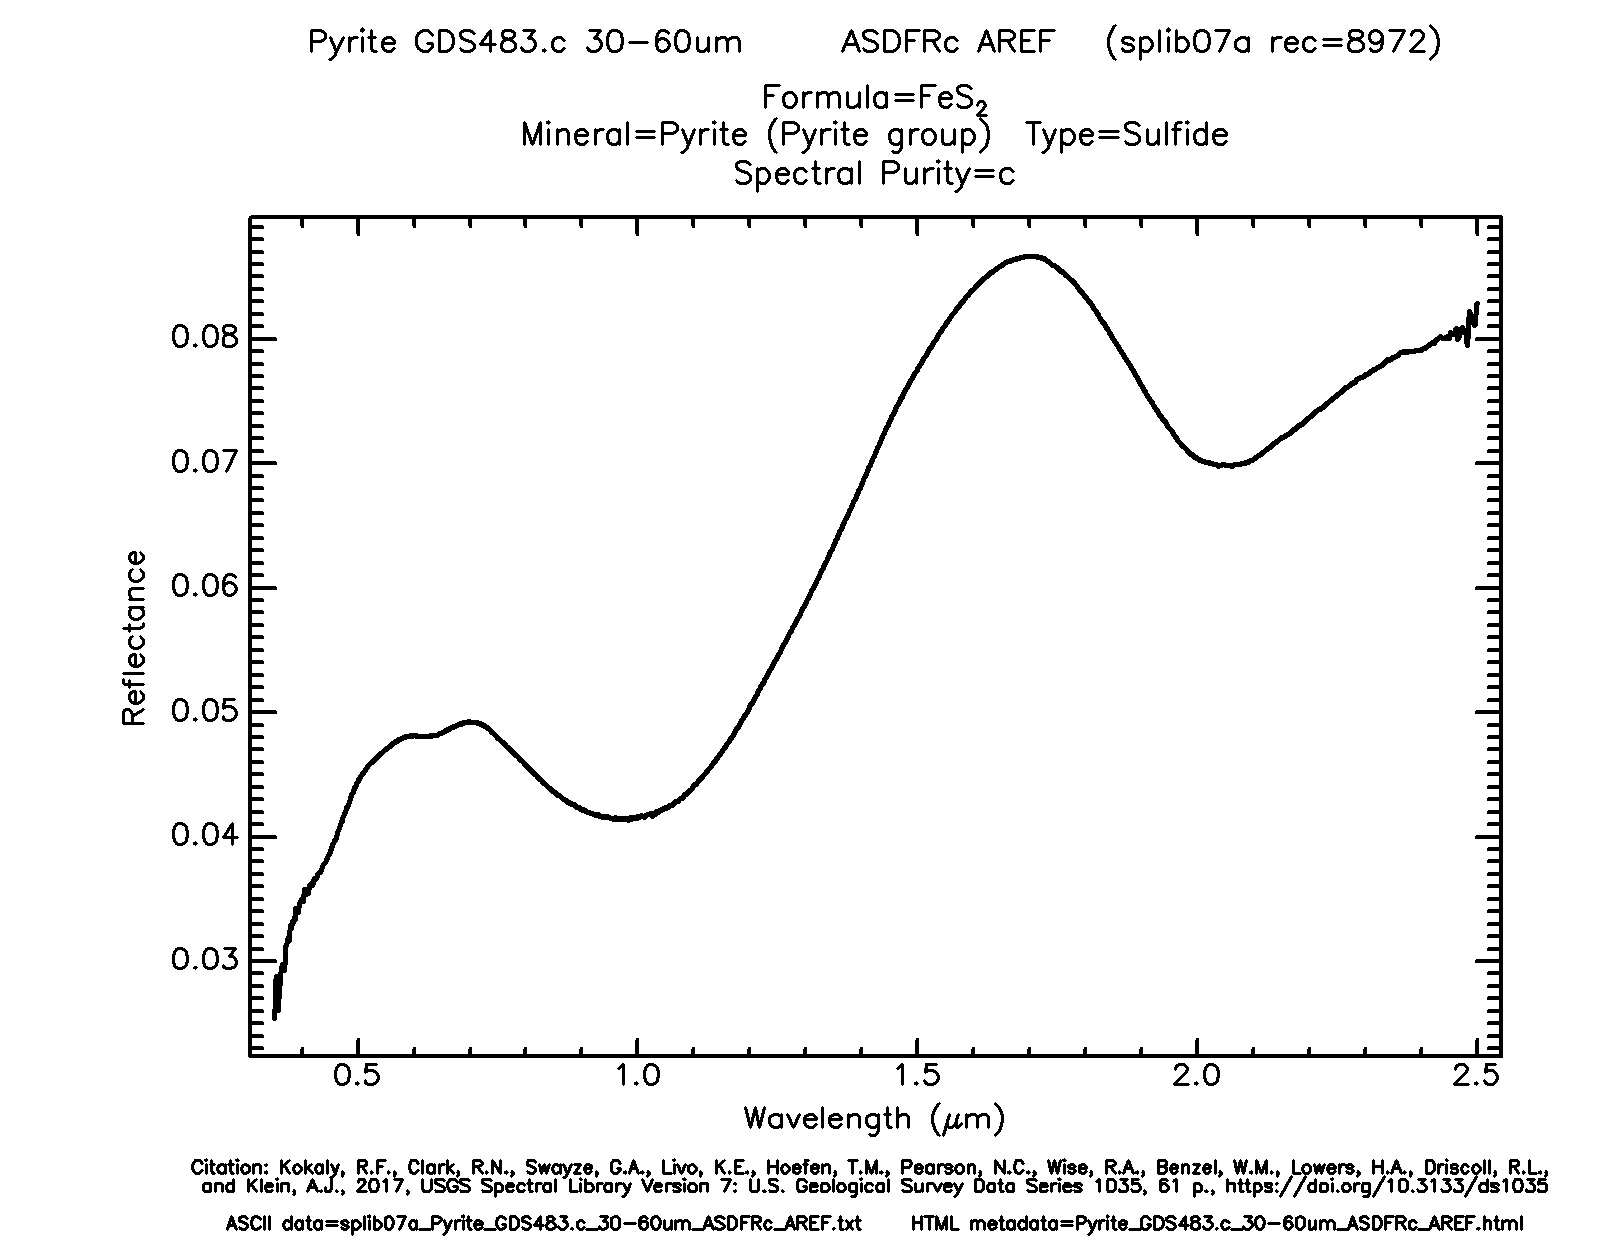 Pyrite GDS483.c 30-60um ASDFRc AREF (splib07a rec=8972)
Formula=FeS₂
Mineral=Pyrite (Pyrite group) Type=Sulfide
Spectral Purity=c
0.08
0.07
0.06
0.05
0.04
0.03
Reflectance
0.5 1.0 1.5 2.0 2.5
Wavelength (μm)
Citation: Kokaly, R.F., Clark, R.N., Swayze, G.A., Livo, K.E., Hoefen, T.M., Pearson, N.C., Wise, R.A., Benzel, W.M., Lowers, H.A., Driscoll, R.L.,
and Klein, A.J., 2017, USGS Spectral Library Version 7: U.S. Geological Survey Data Series 1035, 61 p., https://doi.org/10.3133/ds1035
ASCII data=splib07a_Pyrite_GDS483.c_30-60um_ASDFRc_AREF.txt HTML metadata=Pyrite_GDS483.c_30-60um_ASDFRc_AREF.html